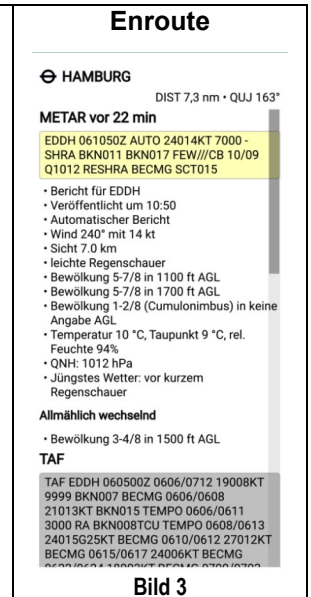 Enroute
HAMBURG
DIST 7,3 nm • QUJ 163°
METAR vor 22 min
EDDH 061050Z AUTO 24014KT 7000 -
SHRA BKN011 BKN017 FEW///CB 10/09
Q1012 RESHRA BECMG SCT015
• Bericht für EDDH
• Veröffentlicht um 10:50
• Automatischer Bericht
• Wind 240° mit 14 kt
• Sicht 7.0 km
• leichte Regenschauer
• Bewölkung 5-7/8 in 1100 ft AGL
• Bewölkung 5-7/8 in 1700 ft AGL
• Bewölkung 1-2/8 (Cumulonimbus) in keine
Angabe AGL
• Temperatur 10 °C, Taupunkt 9 °C, rel.
Feuchte 94%
• QNH: 1012 hPa
• Jüngstes Wetter: vor kurzem
Regenschauer
Allmählich wechselnd
• Bewölkung 3-4/8 in 1500 ft AGL
TAF
TAF EDDH 060500Z 0606/0712 19008KT
9999 BKN007 BECMG 0606/0608
21013KT BKN015 TEMPO 0606/0611
3000 RA BKN008TCU TEMPO 0608/0613
24015G25KT BECMG 0610/0612 27012KT
BECMG 0615/0617 24006KT BECMG
Bild 3